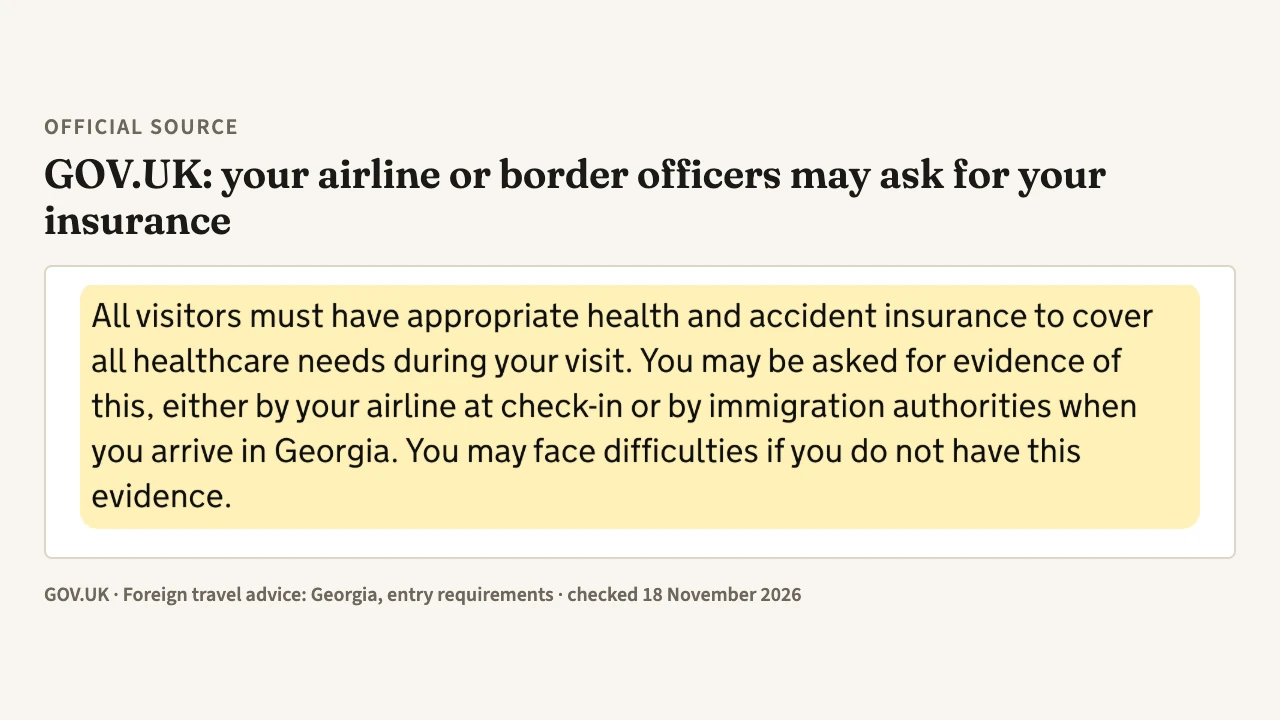 OFFICIAL SOURCE
GOV.UK: your airline or border officers may ask for your
insurance
All visitors must have appropriate health and accident insurance to cover
all healthcare needs during your visit. You may be asked for evidence of
this, either by your airline at check-in or by immigration authorities when
you arrive in Georgia. You may face difficulties if you do not have this
evidence.
GOV.UK · Foreign travel advice: Georgia, entry requirements · checked 18 November 2026